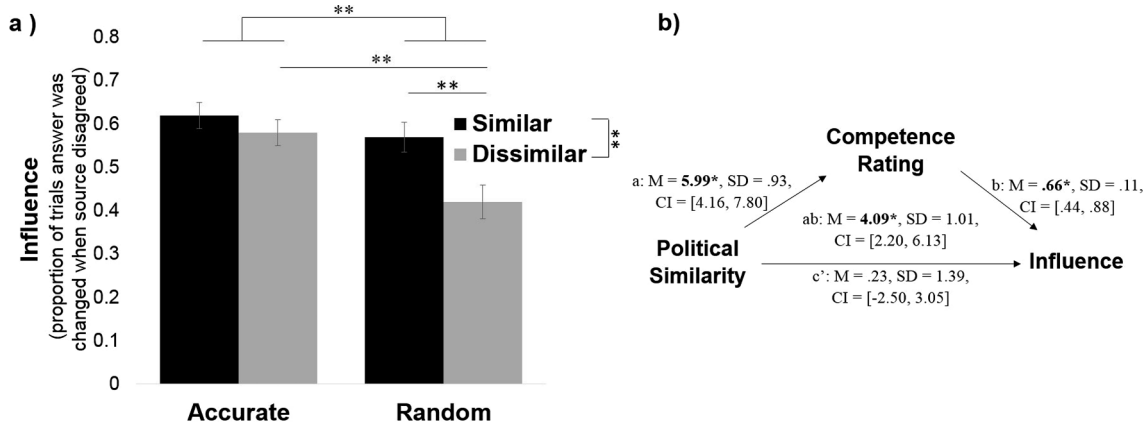 a )
**
0.8
0.7
0.6
0.5
0.4
0.3
0.2
0.1
0
Influence
(proportion of trials answer was
changed when source disagreed)
**
**
Similar
Dissimilar
**
Accurate
Random
b)
Competence
Rating
a: M = 5.99*, SD = .93,
CI = [4.16, 7.80]
b: M = .66*, SD = .11,
CI = [.44, .88]
ab: M = 4.09*, SD = 1.01,
CI = [2.20, 6.13]
Political
Similarity
Influence
c’: M = .23, SD = 1.39,
CI = [-2.50, 3.05]